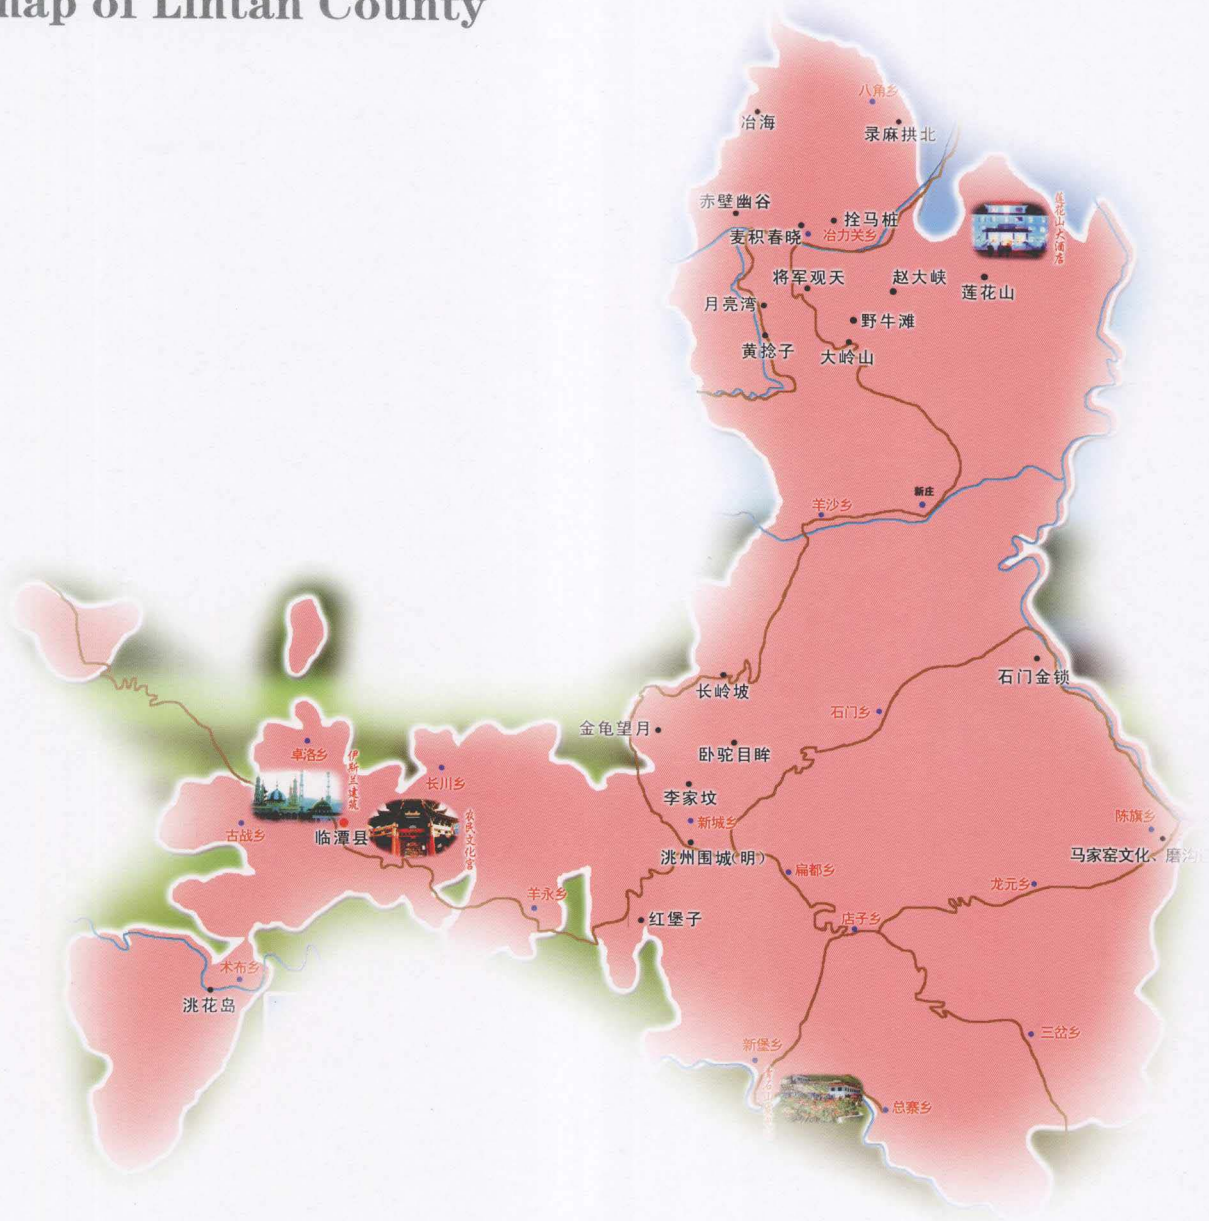 map of Lintan County
八角乡
冶海
录麻拱北
莲花山大酒店
赤壁幽谷
拴马桩
麦积春晓
冶力关乡
将军观天
赵大峡
莲花山
月亮湾
野牛滩
黄捻子
大岭山
新庄
羊沙乡
石门金锁
长岭坡
石门乡
金龟望月
卧驼目眸
卓洛乡
伊斯兰建筑
长川乡
李家坟
新城乡
陈旗乡
古战乡
临潭县
农民文化宫
洮州围城(明)
马家窑文化、磨沟
扁都乡
龙元乡
羊永乡
红堡子
店子乡
术布乡
洮花岛
三岔乡
新堡乡
总寨乡